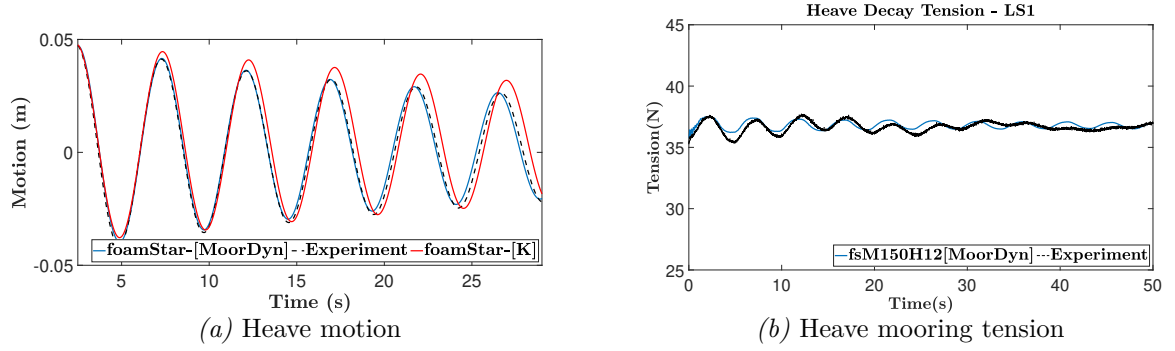 0.05
0
-0.05
Motion (m)
5
10
15
20
25
Time (s)
foamStar-[MoorDyn]
Experiment
foamStar-[K]
(a) Heave motion
Heave Decay Tension - LS1
45
40
35
30
25
Tension(N)
0
10
20
30
40
50
Time(s)
fsM150H12[MoorDyn]
Experiment
(b) Heave mooring tension